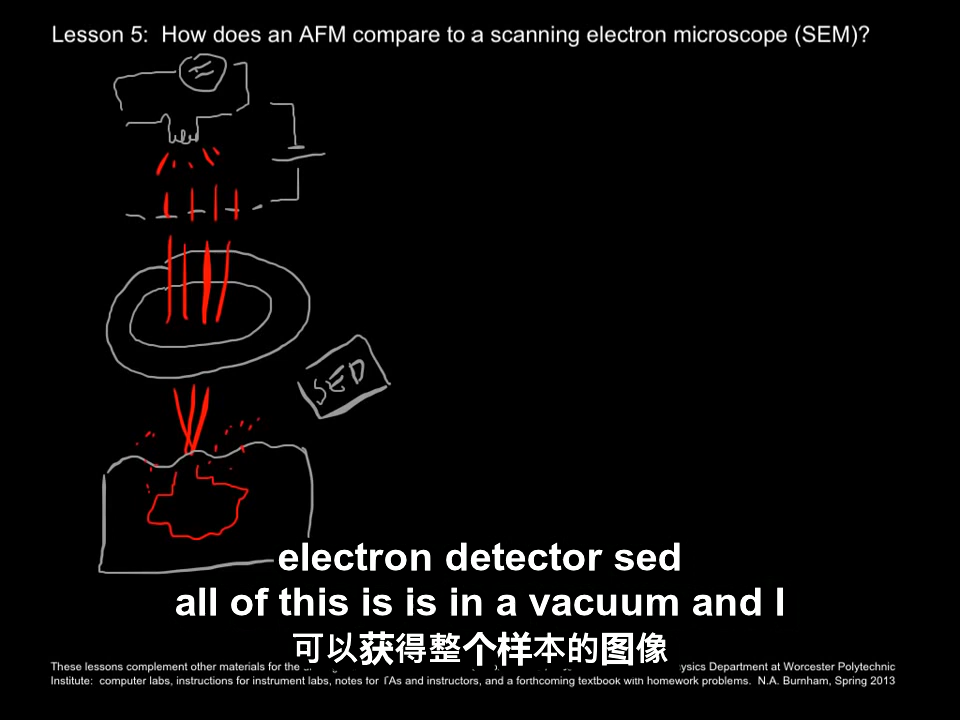 Lesson 5:  How does an AFM compare to a scanning electron microscope (SEM)?
SED
electron detector sed
all of this is is in a vacuum and I
可以获得整个样本的图像
These lessons complement other materials for the
Physics Department at Worcester Polytechnic
Institute:  computer labs, instructions for instrument labs, notes for TAs and instructors, and a forthcoming textbook with homework problems.  N.A. Burnham, Spring 2013